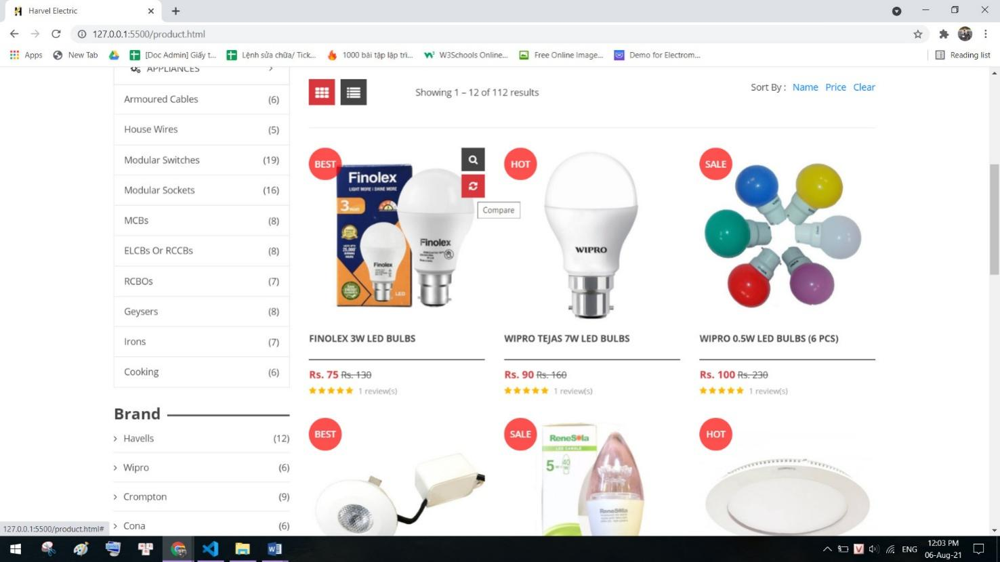 Harvel Electric
127.0.0.1:5500/product.html
Apps
New Tab
[Doc Admin] Giấy t...
Lệnh sửa chữa/ Tick...
1000 bài tập lập trì...
W3Schools Online...
Free Online Image...
Demo for Electrom...
Reading list
APPLIANCES
Armoured Cables (6)
House Wires (5)
Modular Switches (19)
Modular Sockets (16)
MCBs (8)
ELCBs Or RCCBs (8)
RCBOs (7)
Geysers (8)
Irons (7)
Cooking (6)
Brand
Havells (12)
Wipro (6)
Crompton (9)
Cona (6)
Showing 1 – 12 of 112 results
Sort By : Name Price Clear
BEST
Finolex
LIGHT MORE | SHINE MORE
3 Watt
Finolex
Finolex
LED
Compare
FINOLEX 3W LED BULBS
Rs. 75 Rs. 130
1 review(s)
HOT
WIPRO
WIPRO TEJAS 7W LED BULBS
Rs. 90 Rs. 160
1 review(s)
SALE
WIPRO 0.5W LED BULBS (6 PCS)
Rs. 100 Rs. 230
1 review(s)
BEST
SALE
ReneSola
LED CANDLE
5W 40
ReneSola
HOT
127.0.0.1:5500/product.html#
ENG
12:03 PM
06-Aug-21